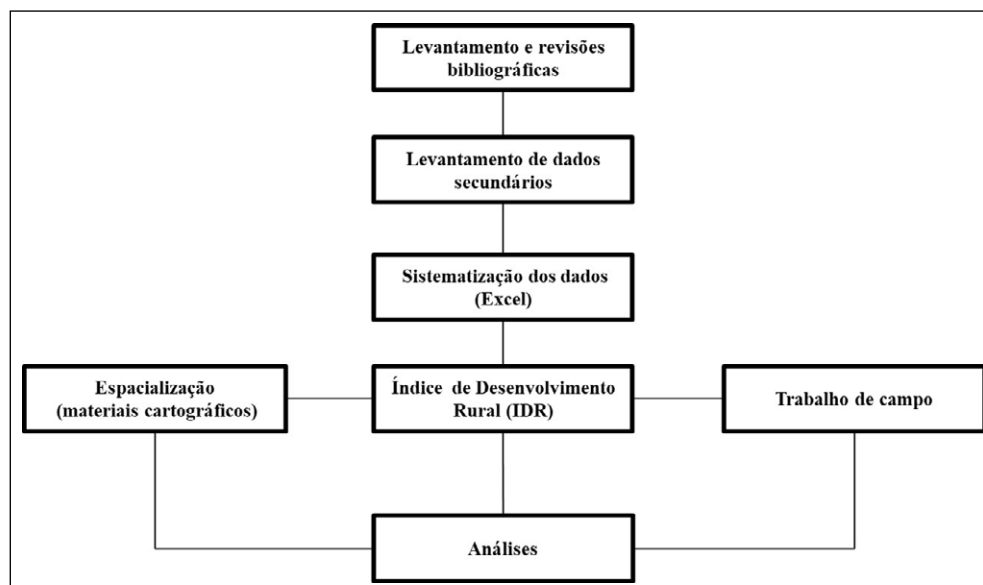 Levantamento e revisões
bibliográficas
Levantamento de dados
secundários
Sistematização dos dados
(Excel)
Espacialização
(materiais cartográficos)
Índice de Desenvolvimento
Rural (IDR)
Trabalho de campo
Análises